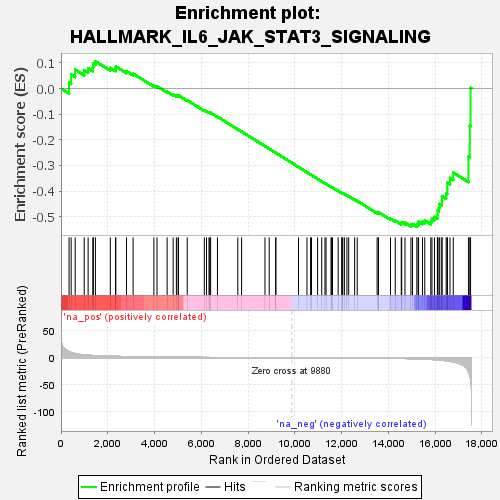 Enrichment plot:
HALLMARK_IL6_JAK_STAT3_SIGNALING
Enrichment score (ES)
0.1
0.0
-0.1
-0.2
-0.3
-0.4
-0.5
'na_pos' (positively correlated)
Ranked list metric (PreRanked)
50
0
-50
-100
Zero cross at 9880
'na_neg' (negatively correlated)
0
2,000
4,000
6,000
8,000
10,000
12,000
14,000
16,000
18,000
Rank in Ordered Dataset
Enrichment profile
Hits
Ranking metric scores